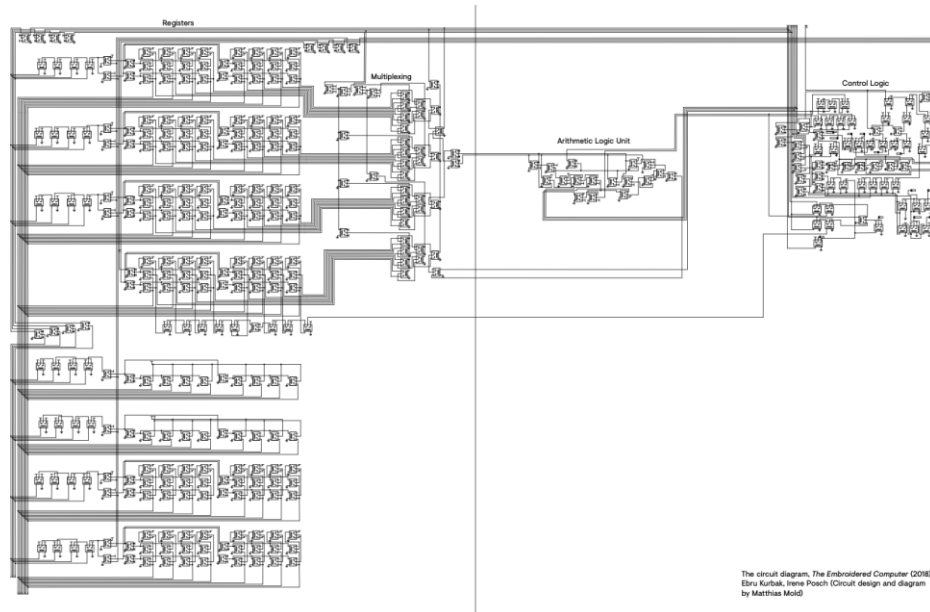 Registers
Multiplexing
Arithmetic Logic Unit
Control Logic
The circuit diagram, The Embroidered Computer (2018)
Ebru Kurbak, Irene Posch (Circuit design and diagram
by Matthias Mold)